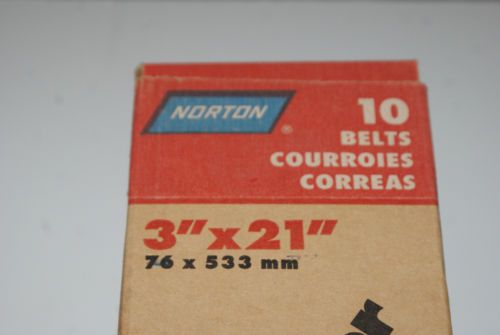 NORTON ®
10
BELTS
COURROIES
CORREAS
3"x21"
76 x 533 mm